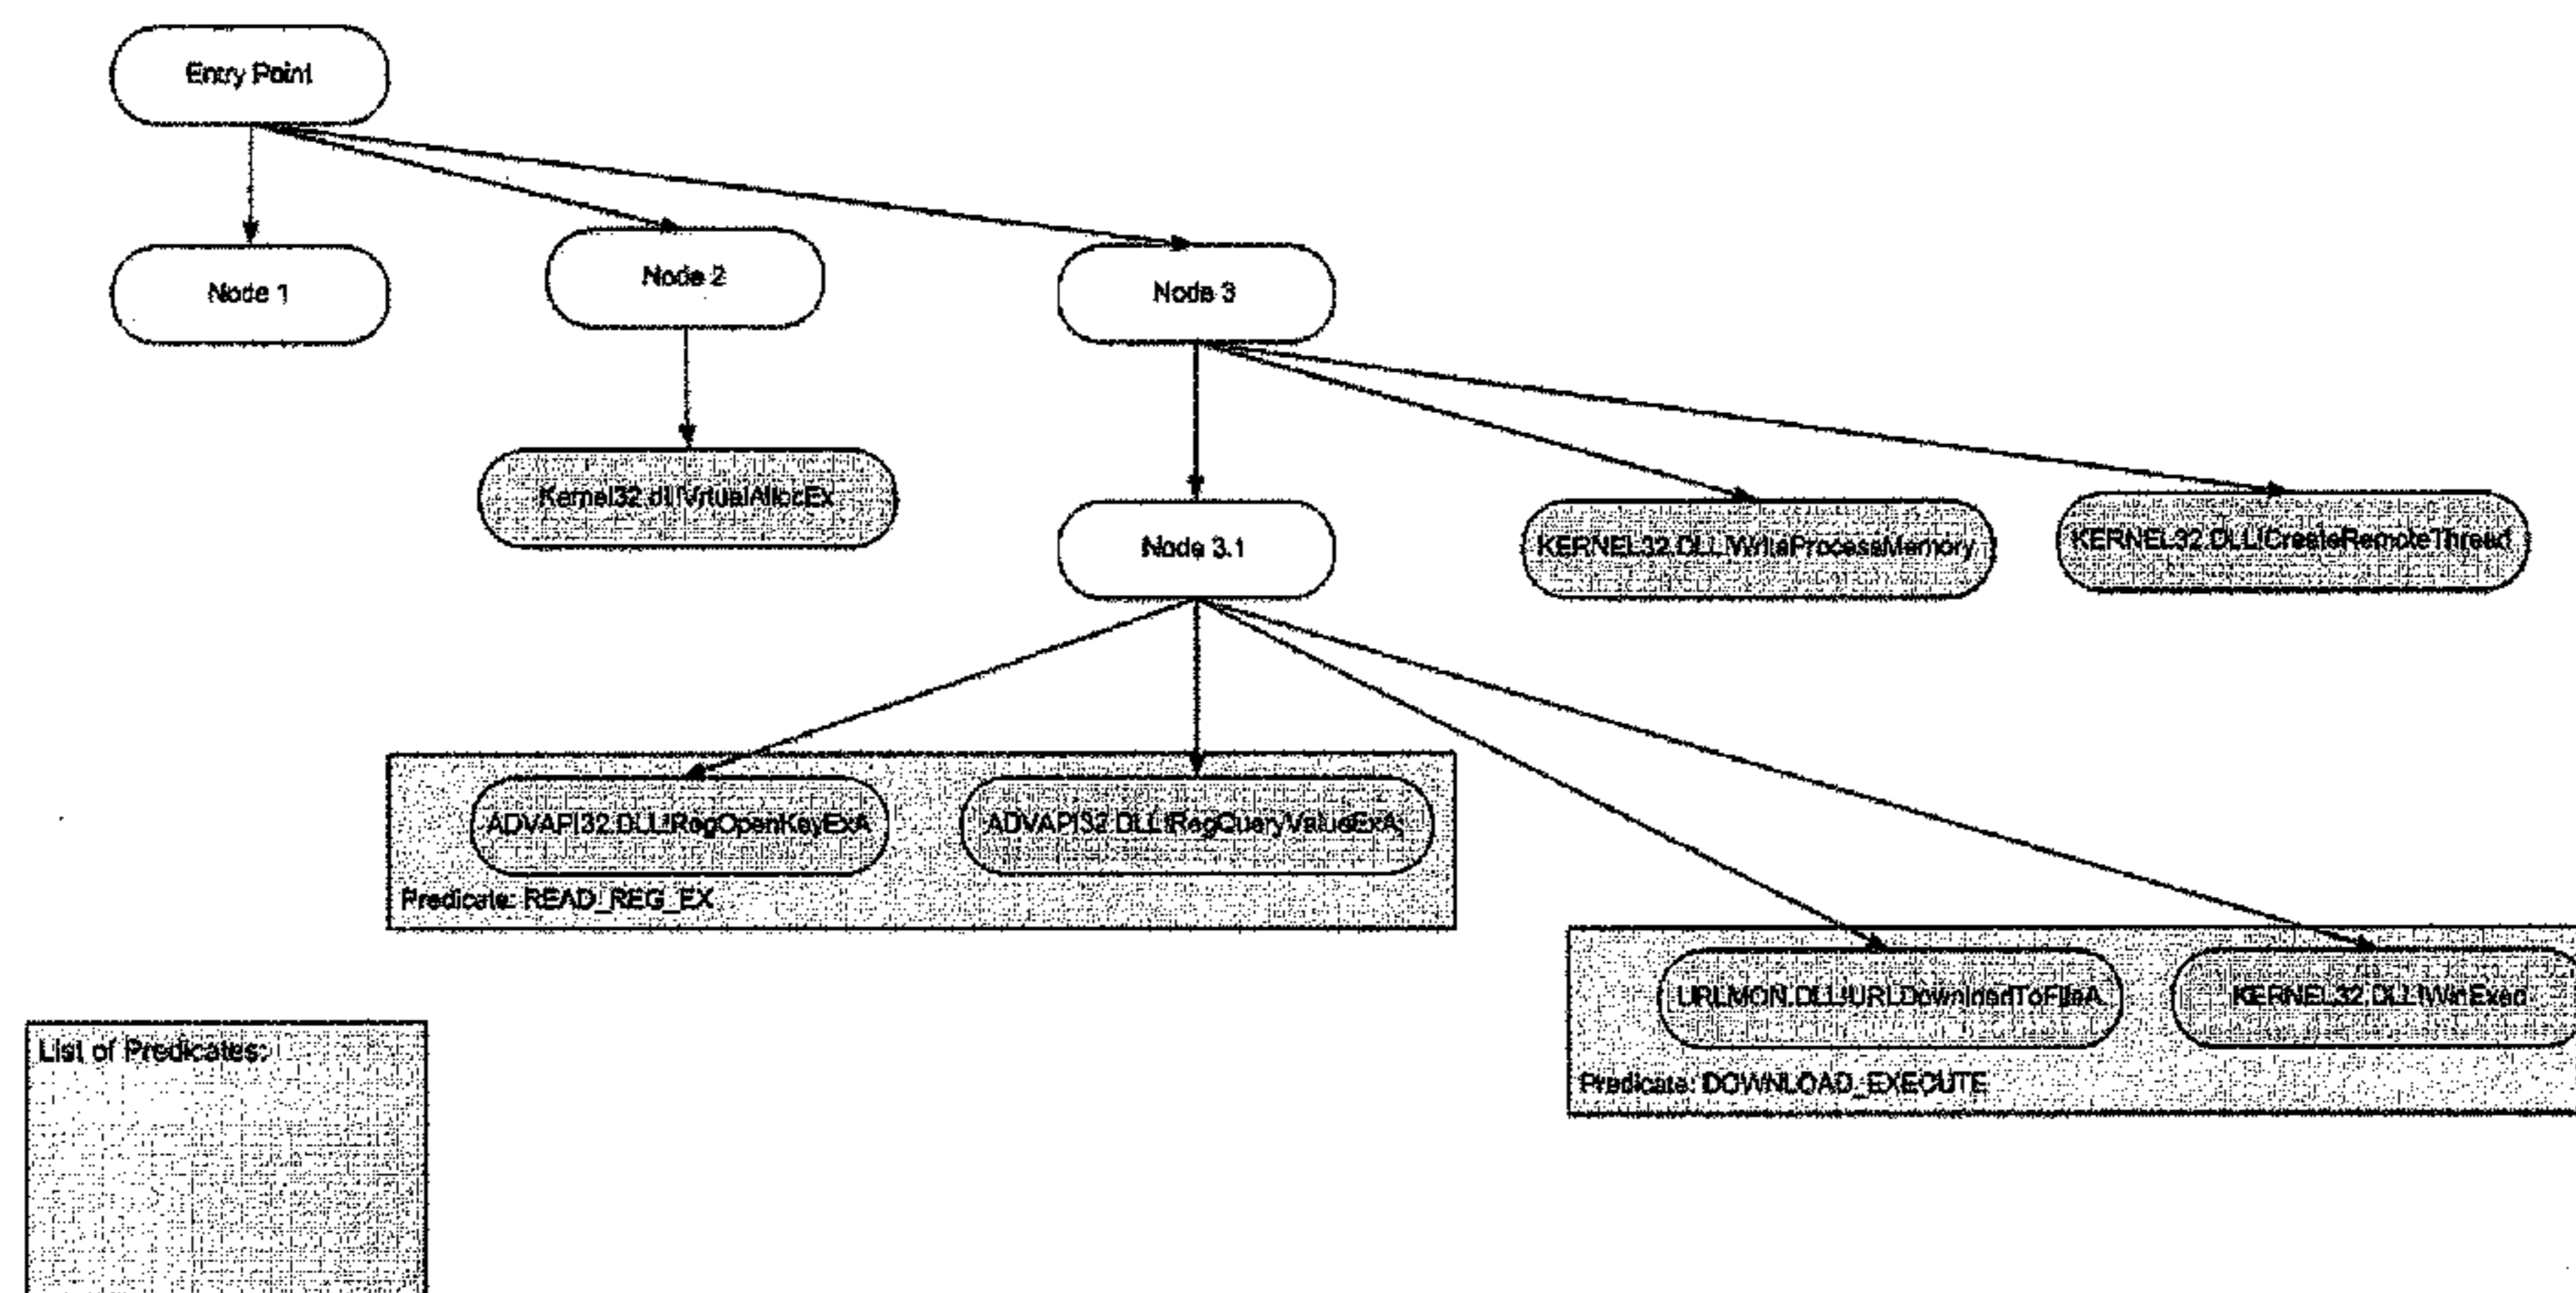 Entry Point
Node 1
Node 2
Node 3
Kernel32.dll!VirtualAllocEx
Node 3.1
KERNEL32.DLL!WriteProcessMemory
KERNEL32.DLL!CreateRemoteThread
ADVAPI32.DLL!RegOpenKeyExA
ADVAPI32.DLL!RegQueryValueExA
Predicate: READ_REG_EX
URLMON.DLL!URLDownloadToFileA
KERNEL32.DLL!WinExec
Predicate: DOWNLOAD_EXECUTE
List of Predicates: